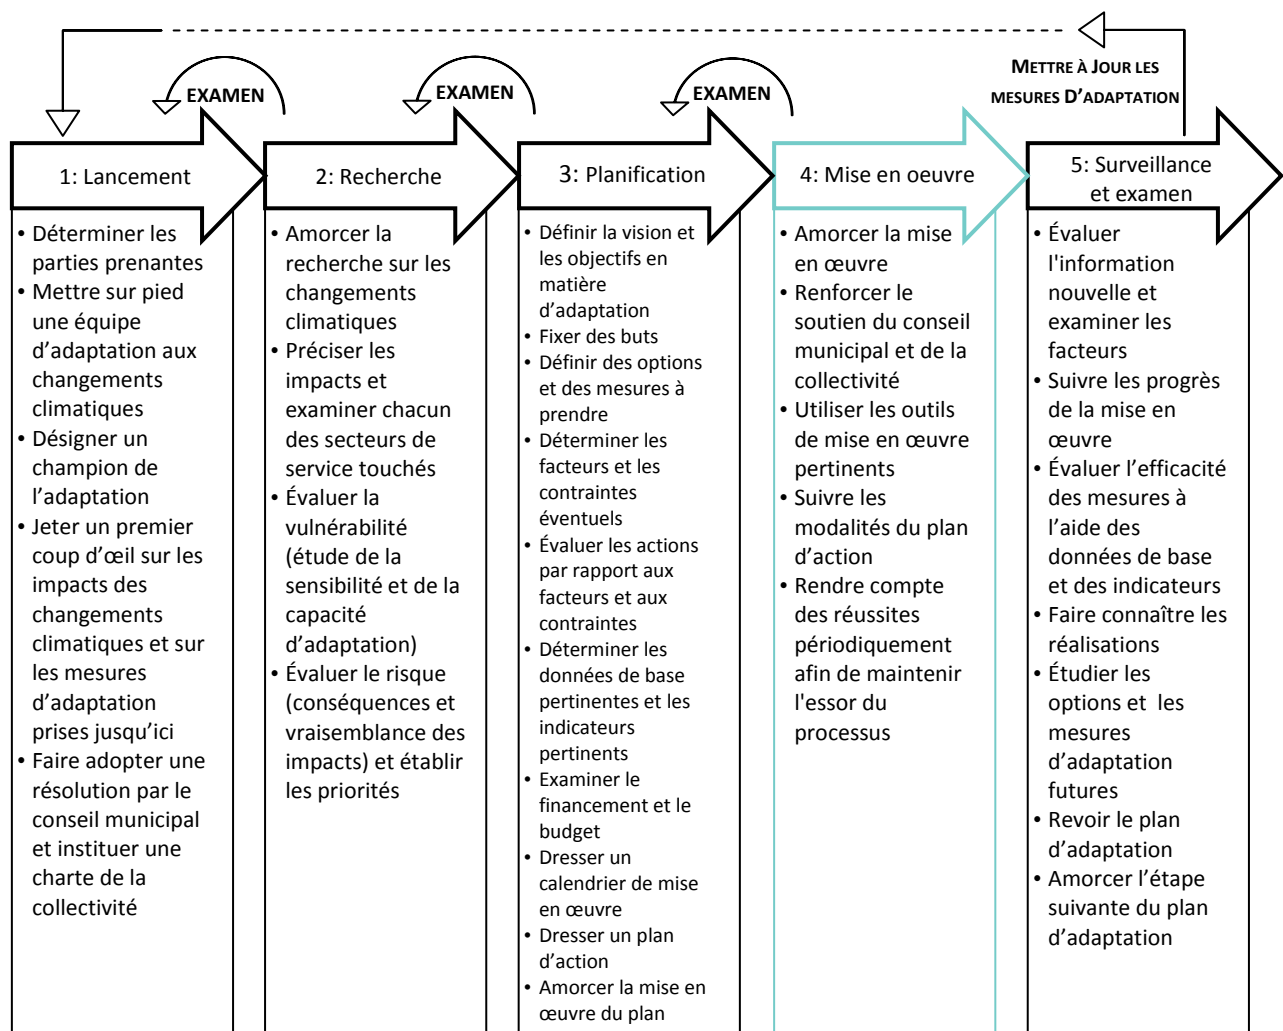 METTRE À JOUR LES
MESURES D'ADAPTATION
EXAMEN
EXAMEN
EXAMEN
1: Lancement
• Déterminer les
parties prenantes
• Mettre sur pied
une équipe
d’adaptation aux
changements
climatiques
• Désigner un
champion de
l’adaptation
• Jeter un premier
coup d’œil sur les
impacts des
changements
climatiques et sur
les mesures
d’adaptation
prises jusqu’ici
• Faire adopter une
résolution par le
conseil municipal
et instituer une
charte de la
collectivité
2: Recherche
• Amorcer la
recherche sur les
changements
climatiques
• Préciser les
impacts et
examiner chacun
des secteurs de
service touchés
• Évaluer la
vulnérabilité
(étude de la
sensibilité et de la
capacité
d’adaptation)
• Évaluer le risque
(conséquences et
vraisemblance des
impacts) et établir
les priorités
3: Planification
• Définir la vision et
les objectifs en
matière
d’adaptation
• Fixer des buts
• Définir des options
et des mesures à
prendre
• Déterminer les
facteurs et les
contraintes
éventuels
• Évaluer les actions
par rapport aux
facteurs et aux
contraintes
• Déterminer les
données de base
pertinentes et les
indicateurs
pertinents
• Examiner le
financement et le
budget
• Dresser un
calendrier de mise
en œuvre
• Dresser un plan
d’action
• Amorcer la mise en
œuvre du plan
4: Mise en oeuvre
• Amorcer la mise
en œuvre
• Renforcer le
soutien du conseil
municipal et de la
collectivité
• Utiliser les outils
de mise en œuvre
pertinents
• Suivre les
modalités du plan
d’action
• Rendre compte
des réussites
périodiquement
afin de maintenir
l'essor du
processus
5: Surveillance
et examen
• Évaluer
l'information
nouvelle et
examiner les
facteurs
• Suivre les progrès
de la mise en
œuvre
• Évaluer l’efficacité
des mesures à
l’aide des
données de base
et des indicateurs
• Faire connaître les
réalisations
• Étudier les
options et les
mesures
d’adaptation
futures
• Revoir le plan
d’adaptation
• Amorcer l’étape
suivante du plan
d’adaptation